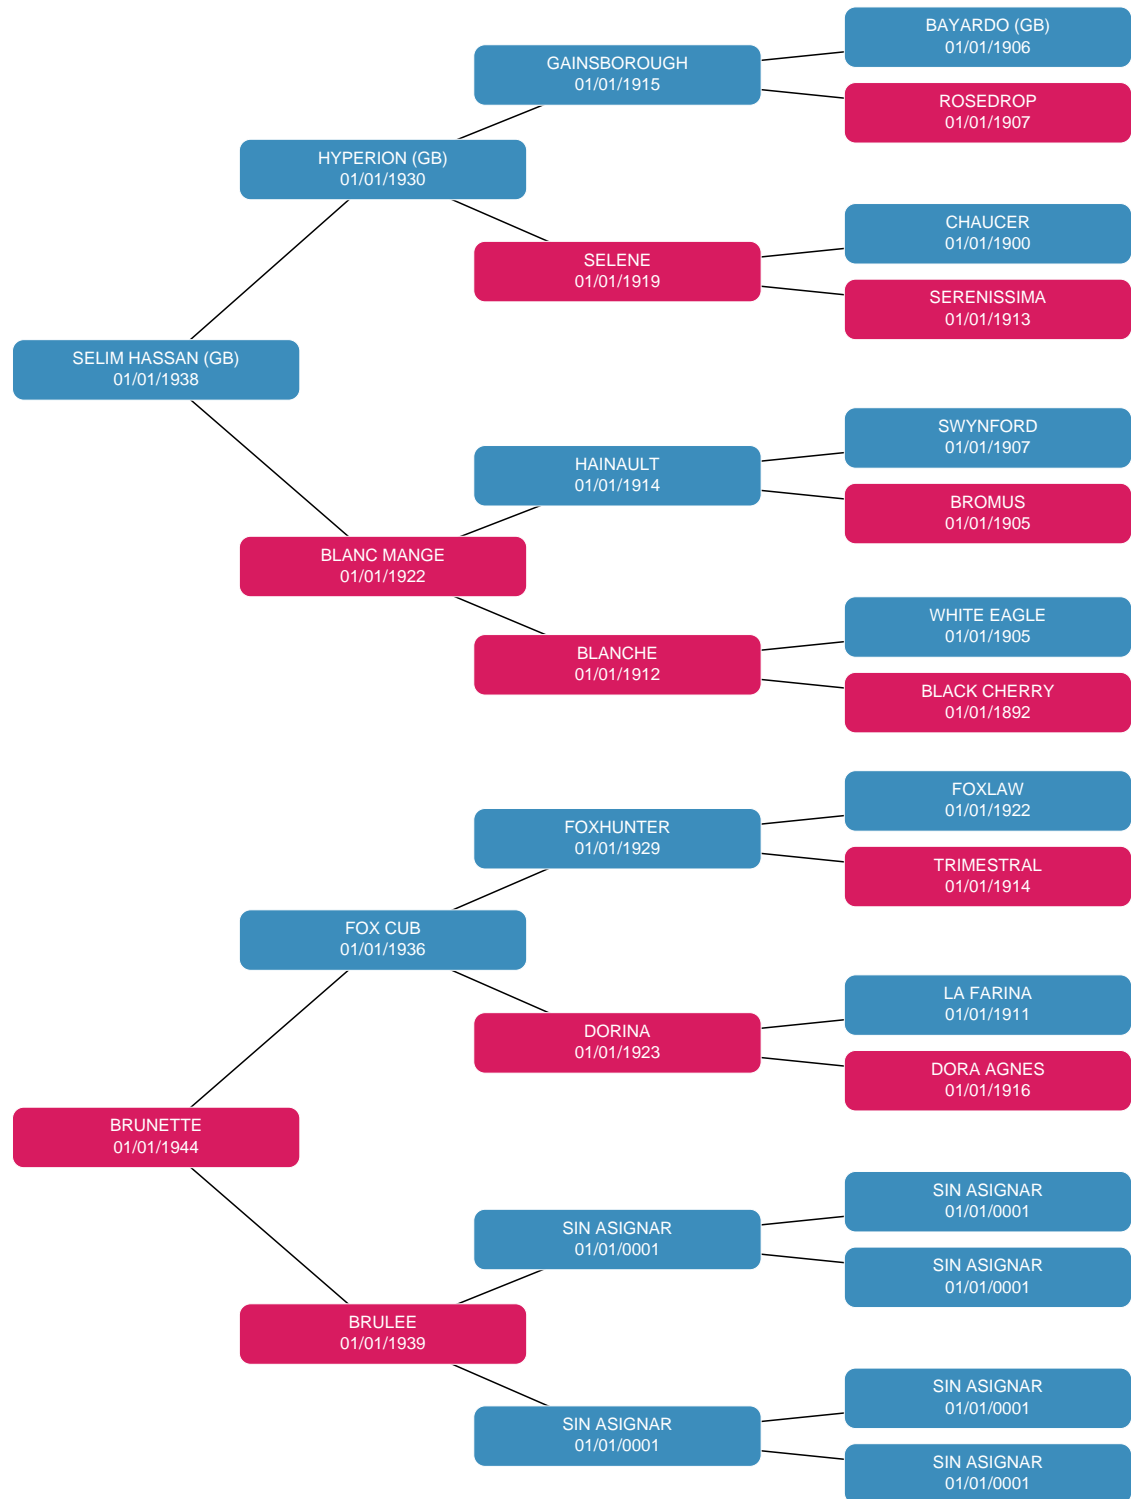 BAYARDO (GB)
01/01/1906
GAINSBOROUGH
01/01/1915
ROSEDROP
01/01/1907
HYPERION (GB)
01/01/1930
CHAUCER
01/01/1900
SELENE
01/01/1919
SERENISSIMA
01/01/1913
SELIM HASSAN (GB)
01/01/1938
SWYNFORD
01/01/1907
HAINAULT
01/01/1914
BROMUS
01/01/1905
BLANC MANGE
01/01/1922
WHITE EAGLE
01/01/1905
BLANCHE
01/01/1912
BLACK CHERRY
01/01/1892
FOXLAW
01/01/1922
FOXHUNTER
01/01/1929
TRIMESTRAL
01/01/1914
FOX CUB
01/01/1936
LA FARINA
01/01/1911
DORINA
01/01/1923
DORA AGNES
01/01/1916
BRUNETTE
01/01/1944
SIN ASIGNAR
01/01/0001
SIN ASIGNAR
01/01/0001
SIN ASIGNAR
01/01/0001
BRULEE
01/01/1939
SIN ASIGNAR
01/01/0001
SIN ASIGNAR
01/01/0001
SIN ASIGNAR
01/01/0001